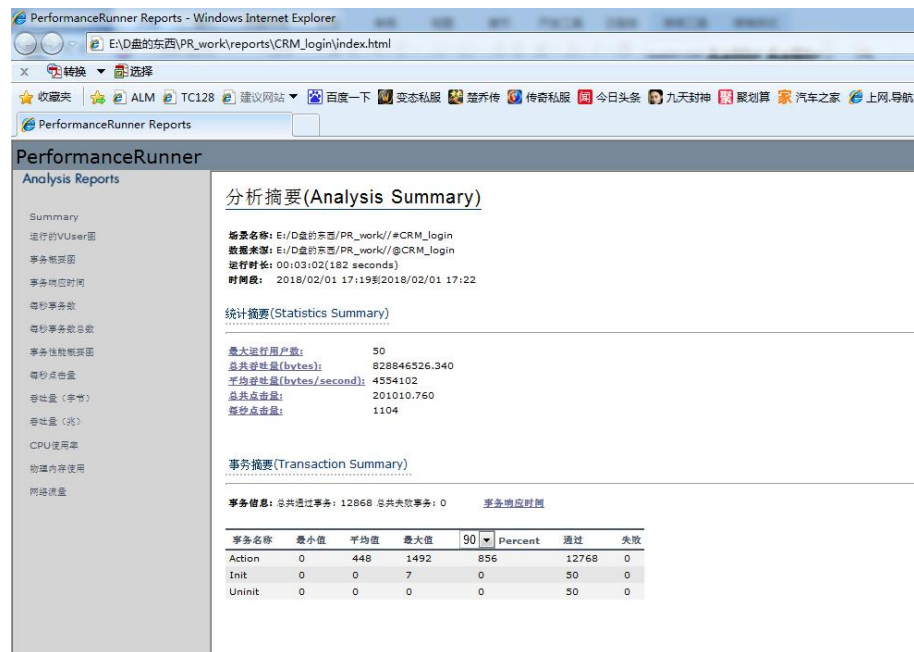 PerformanceRunner Reports - Windows Internet Explorer
E:\D盘的东西\PR_work\reports\CRM_login\index.html
x 转换 ▼ 选择
收藏夹 ALM TC128 建议网站 ▼ 百度一下 变态私服 楚乔传 传奇私服 今日头条 九天封神 聚划算 汽车之家 上网.导航
PerformanceRunner Reports
PerformanceRunner
Analysis Reports
Summary
运行的VUser图
事务概要图
事务响应时间
每秒事务数
每秒事务数总数
事务性能概要图
每秒点击量
吞吐量（字节）
吞吐量（兆）
CPU使用率
物理内存使用
网络流量
分析摘要(Analysis Summary)
场景名称: E:/D盘的东西/PR_work//#CRM_login
数据来源: E:/D盘的东西/PR_work//@CRM_login
运行时长: 00:03:02(182 seconds)
时间段: 2018/02/01 17:19到2018/02/01 17:22
统计摘要(Statistics Summary)
最大运行用户数: 50
总共吞吐量(bytes): 828846526.340
平均吞吐量(bytes/second): 4554102
总共点击量: 201010.760
每秒点击量: 1104
事务摘要(Transaction Summary)
事务信息: 总共通过事务: 12868 总共失败事务: 0 事务响应时间
事务名称 最小值 平均值 最大值 90 ▼ Percent 通过 失败
Action 0 448 1492 856 12768 0
Init 0 0 7 0 50 0
Uninit 0 0 0 0 50 0